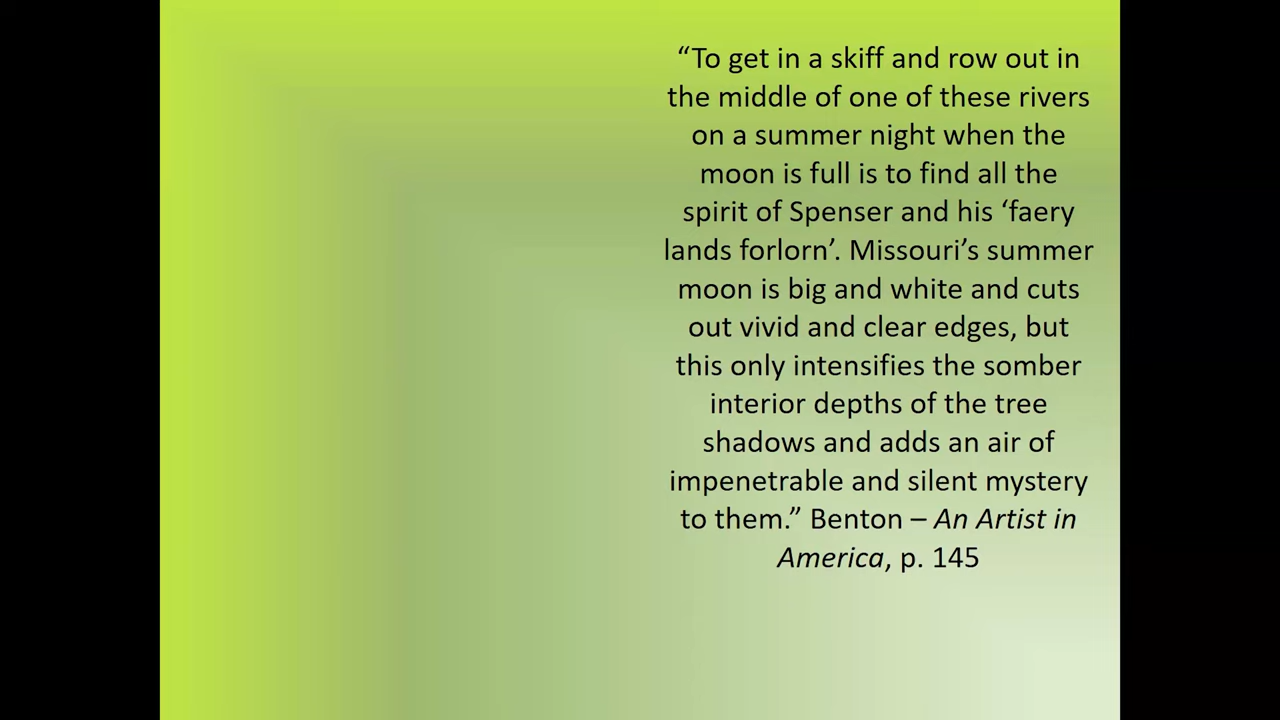 “To get in a skiff and row out in
the middle of one of these rivers
on a summer night when the
moon is full is to find all the
spirit of Spenser and his ‘faery
lands forlorn’. Missouri’s summer
moon is big and white and cuts
out vivid and clear edges, but
this only intensifies the somber
interior depths of the tree
shadows and adds an air of
impenetrable and silent mystery
to them.” Benton – An Artist in
America, p. 145